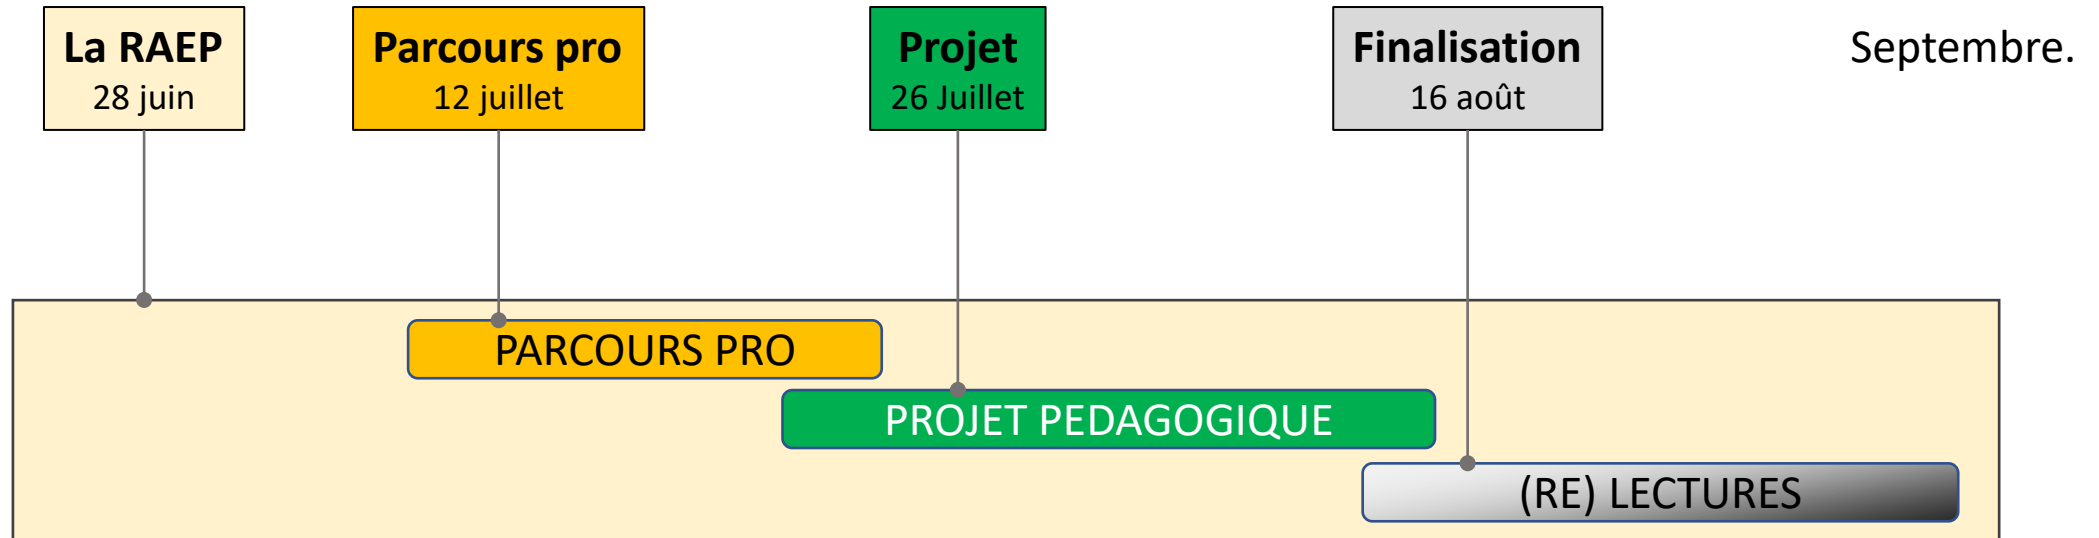 La RAEP
28 juin
Parcours pro
12 juillet
Projet
26 Juillet
Finalisation
16 août
Septembre.
PARCOURS PRO
PROJET PEDAGOGIQUE
(RE) LECTURES